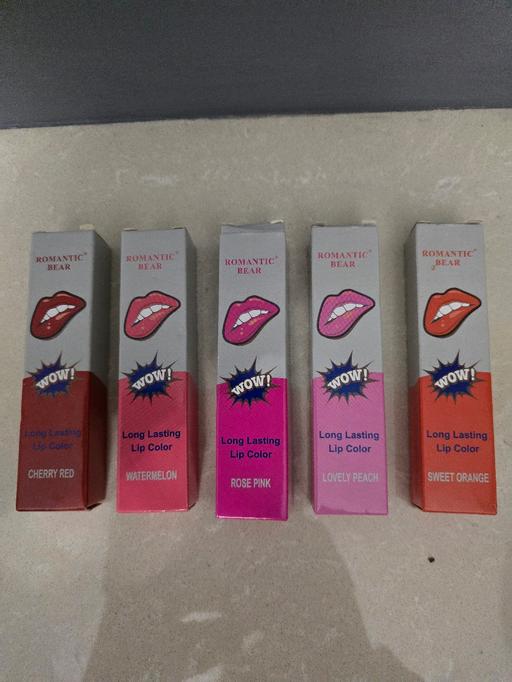 ROMANTIC®
BEAR
WOW!
Long Lasting
Lip Color
CHERRY RED
ROMANTIC®
BEAR
WOW!
Long Lasting
Lip Color
WATERMELON
ROMANTIC®
BEAR
WOW!
Long Lasting
Lip Color
ROSE PINK
ROMANTIC®
BEAR
WOW!
Long Lasting
Lip Color
LOVELY PEACH
ROMANTIC®
BEAR
WOW!
Long Lasting
Lip Color
SWEET ORANGE